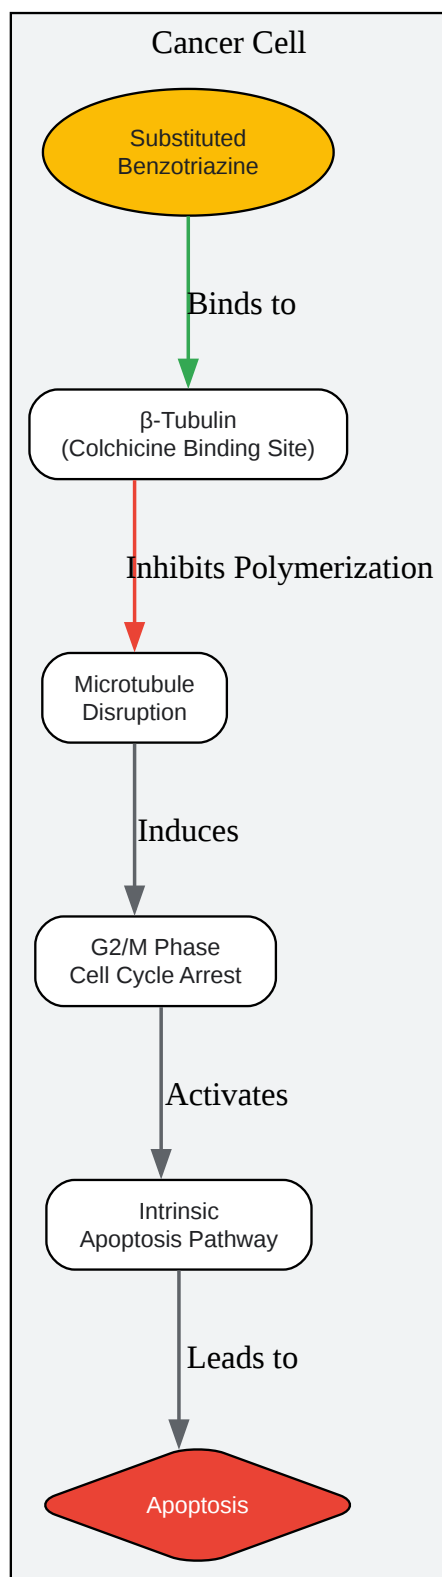 Cancer Cell
Substituted
Benzotriazine
Binds to
β-Tubulin
(Colchicine Binding Site)
Inhibits Polymerization
Microtubule
Disruption
Induces
G2/M Phase
Cell Cycle Arrest
Activates
Intrinsic
Apoptosis Pathway
Leads to
Apoptosis